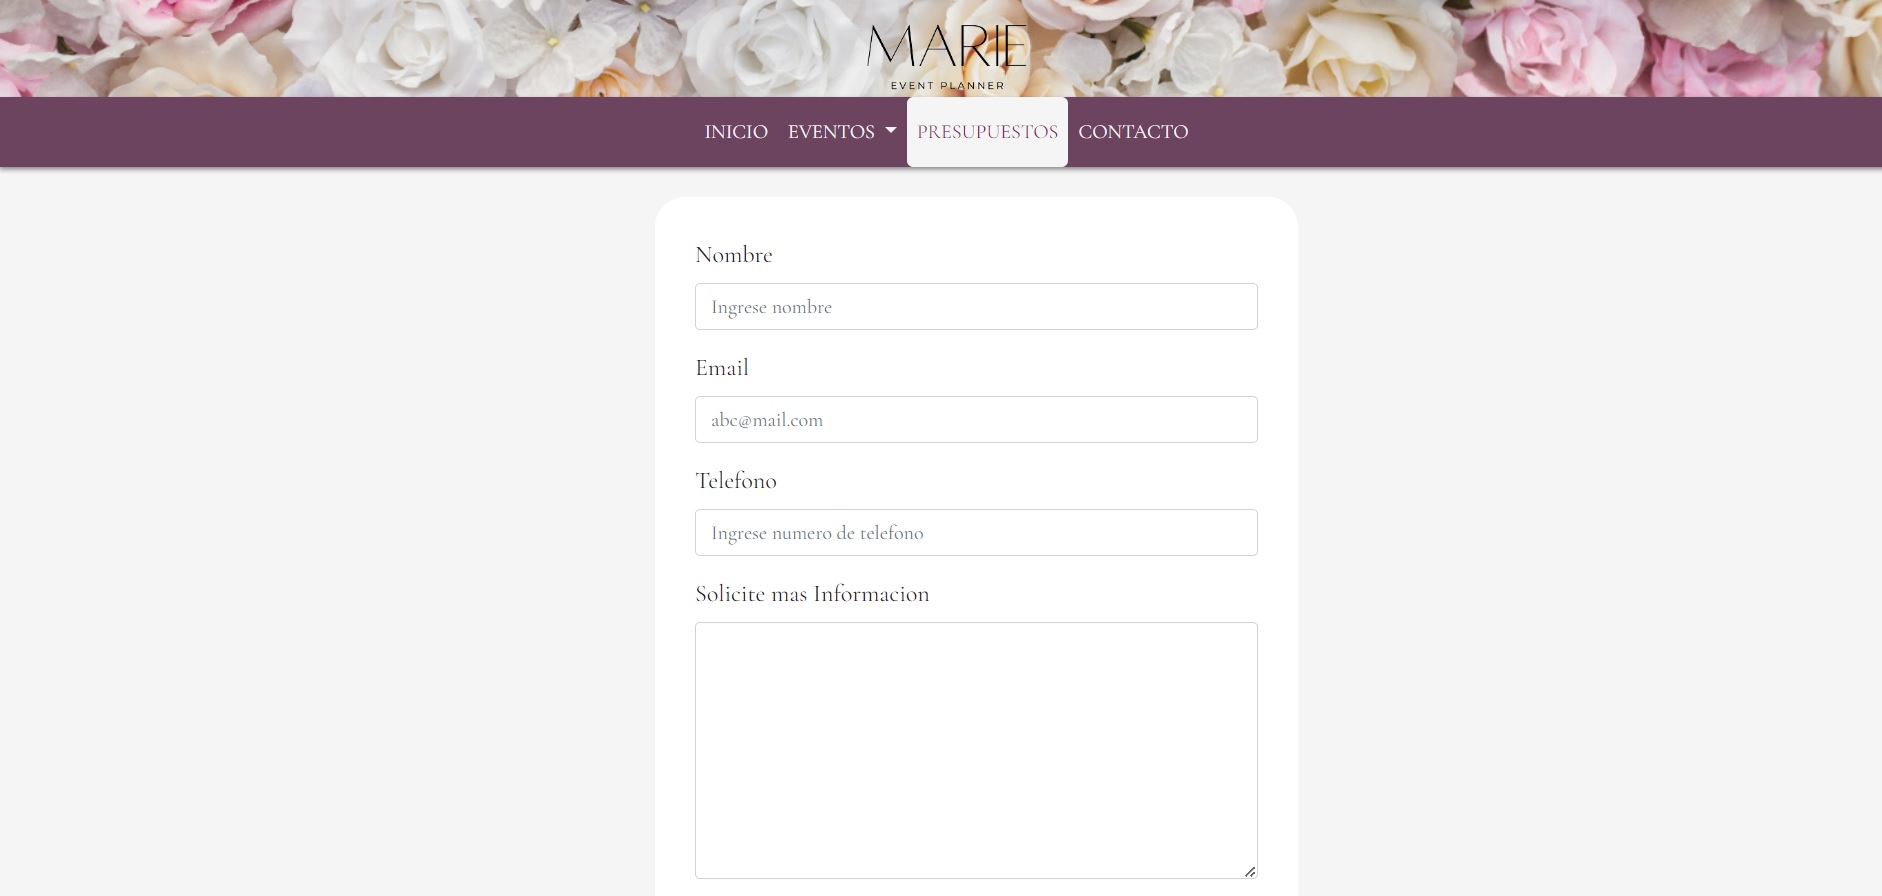 MARIE
EVENT PLANNER
INICIO EVENTOS PRESUPUESTOS CONTACTO
Nombre
Ingrese nombre
Email
abc@mail.com
Telefono
Ingrese numero de telefono
Solicite mas Informacion